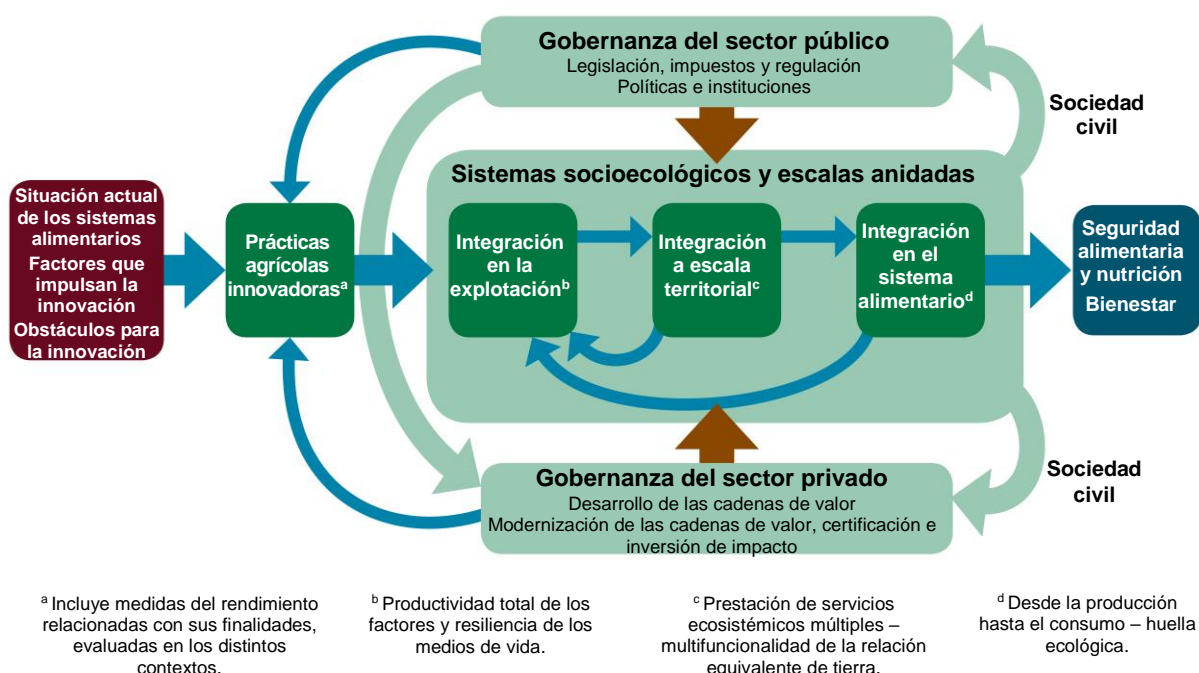 Gobernanza del sector público
Legislación, impuestos y regulación
Políticas e instituciones
Sociedad
civil
Sistemas socioecológicos y escalas anidadas
Situación actual
de los sistemas
alimentarios
Factores que
impulsan la
innovación
Obstáculos para
la innovación
Prácticas
agrícolas
innovadorasᵃ
Integración
en la
explotaciónᵇ
Integración
a escala
territorialᶜ
Integración
en el
sistema
alimentarioᵈ
Seguridad
alimentaria
y nutrición
Bienestar
Gobernanza del sector privado
Desarrollo de las cadenas de valor
Modernización de las cadenas de valor, certificación e
inversión de impacto
Sociedad
civil
ᵃ Incluye medidas del rendimiento
relacionadas con sus finalidades,
evaluadas en los distintos
contextos.
ᵇ Productividad total de los
factores y resiliencia de los
medios de vida.
ᶜ Prestación de servicios
ecosistémicos múltiples –
multifuncionalidad de la relación
equivalente de tierra.
ᵈ Desde la producción
hasta el consumo – huella
ecológica.